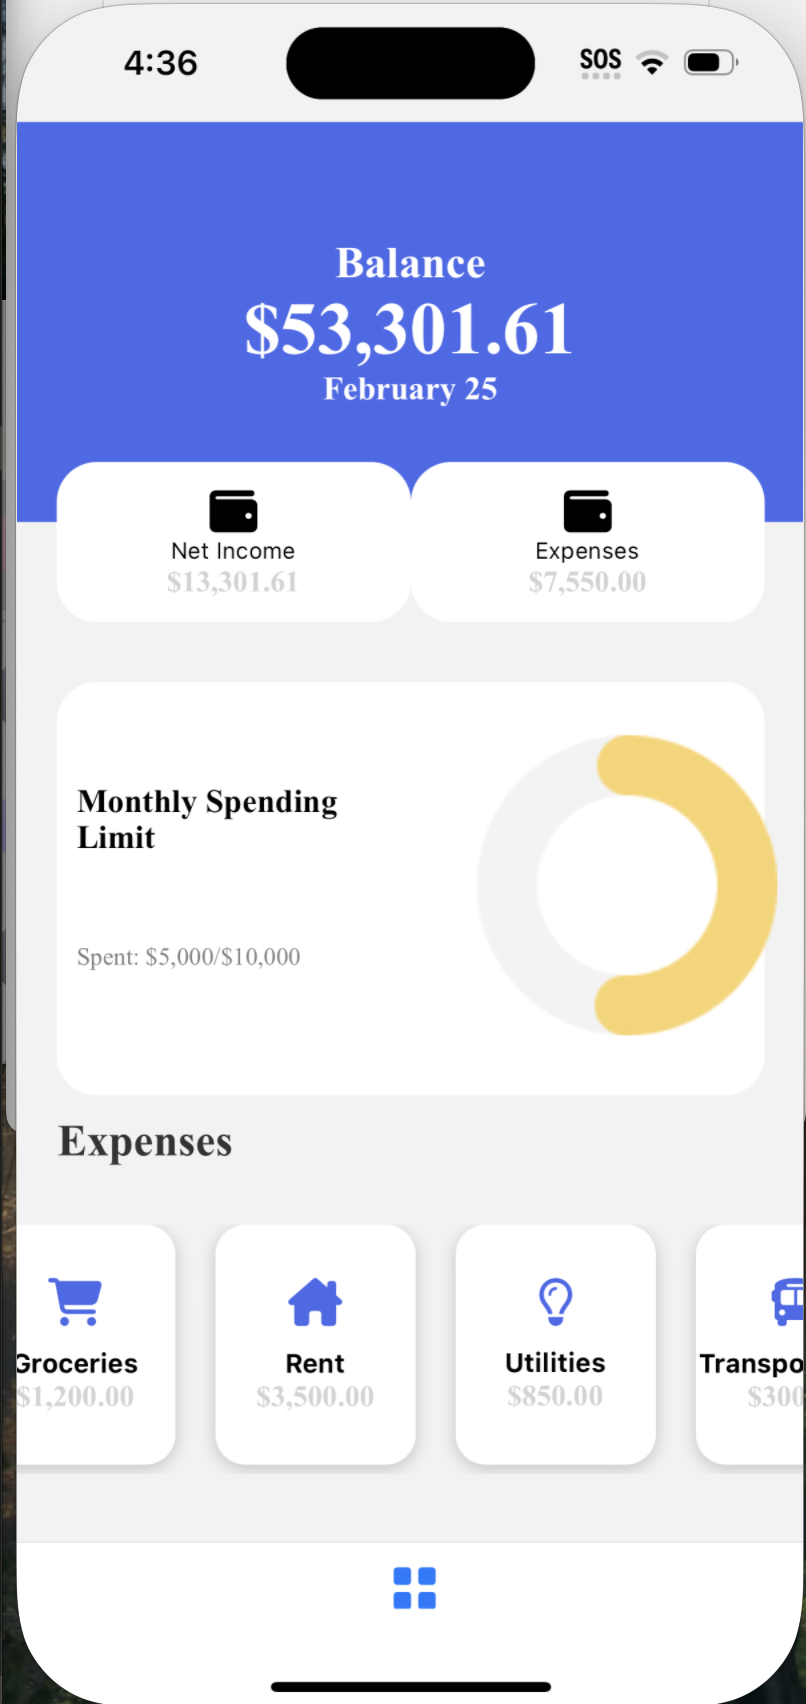 4:36
SOS
Balance
$53,301.61
February 25
Net Income
$13,301.61
Expenses
$7,550.00
Monthly Spending
Limit
Spent: $5,000/$10,000
Expenses
Groceries
$1,200.00
Rent
$3,500.00
Utilities
$850.00
Transpo
$300